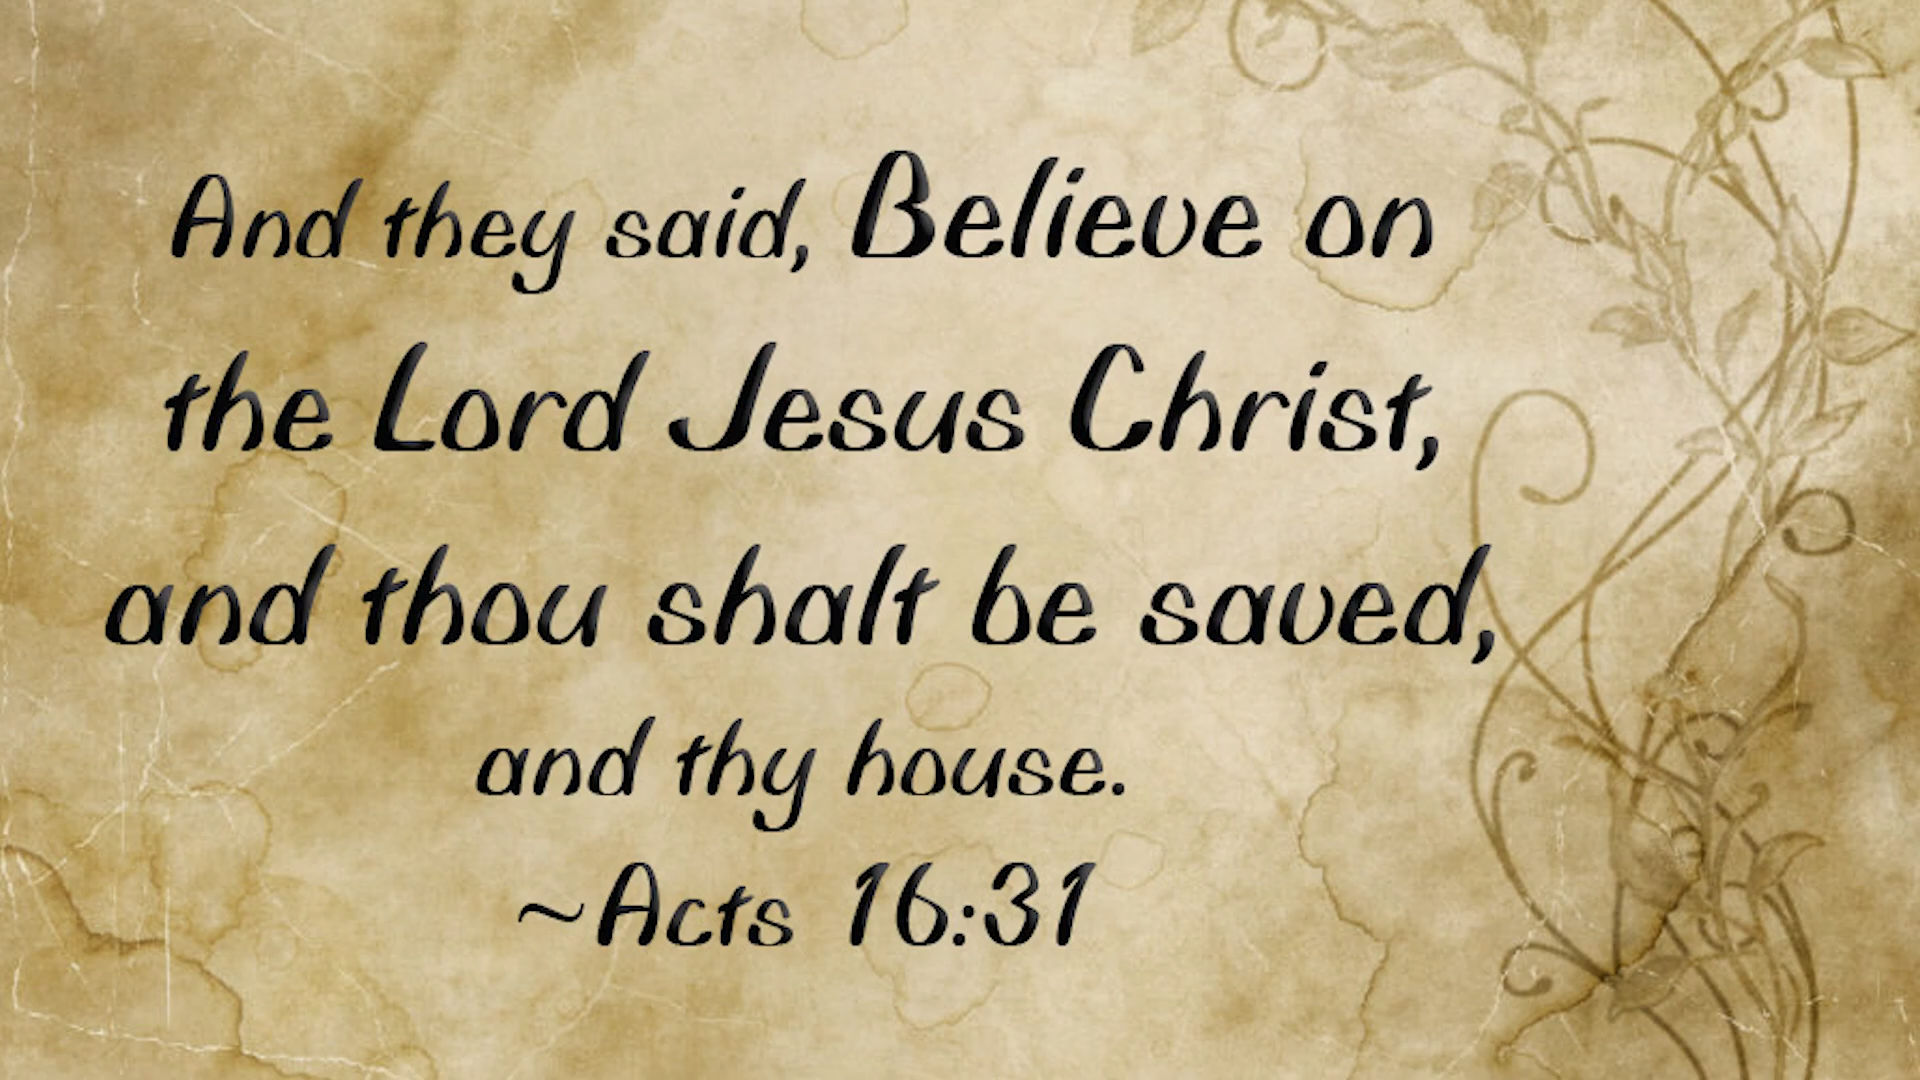 And they said, Believe on
the Lord Jesus Christ,
and thou shalt be saved,
and thy house.
~Acts 16:31